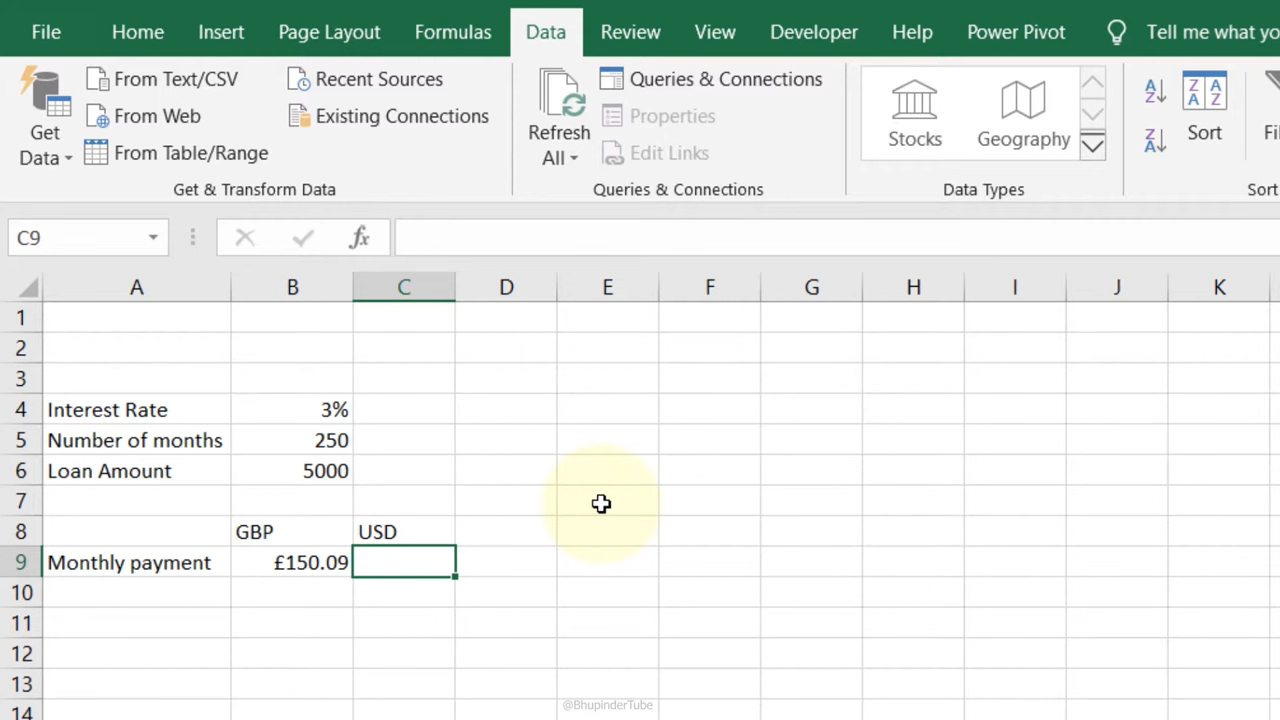 File Home Insert Page Layout Formulas Data Review View Developer Help Power Pivot Tell me what yo
From Text/CSV Recent Sources Queries & Connections
Get Data From Web Existing Connections Refresh All Properties Stocks Geography Sort
From Table/Range Edit Links
Get & Transform Data Queries & Connections Data Types Sort
C9 fx
A B C D E F G H I J K
1
2
3
4 Interest Rate 3%
5 Number of months 250
6 Loan Amount 5000
7
8 GBP USD
9 Monthly payment £150.09
10
11
12
13
14
@BhupinderTube